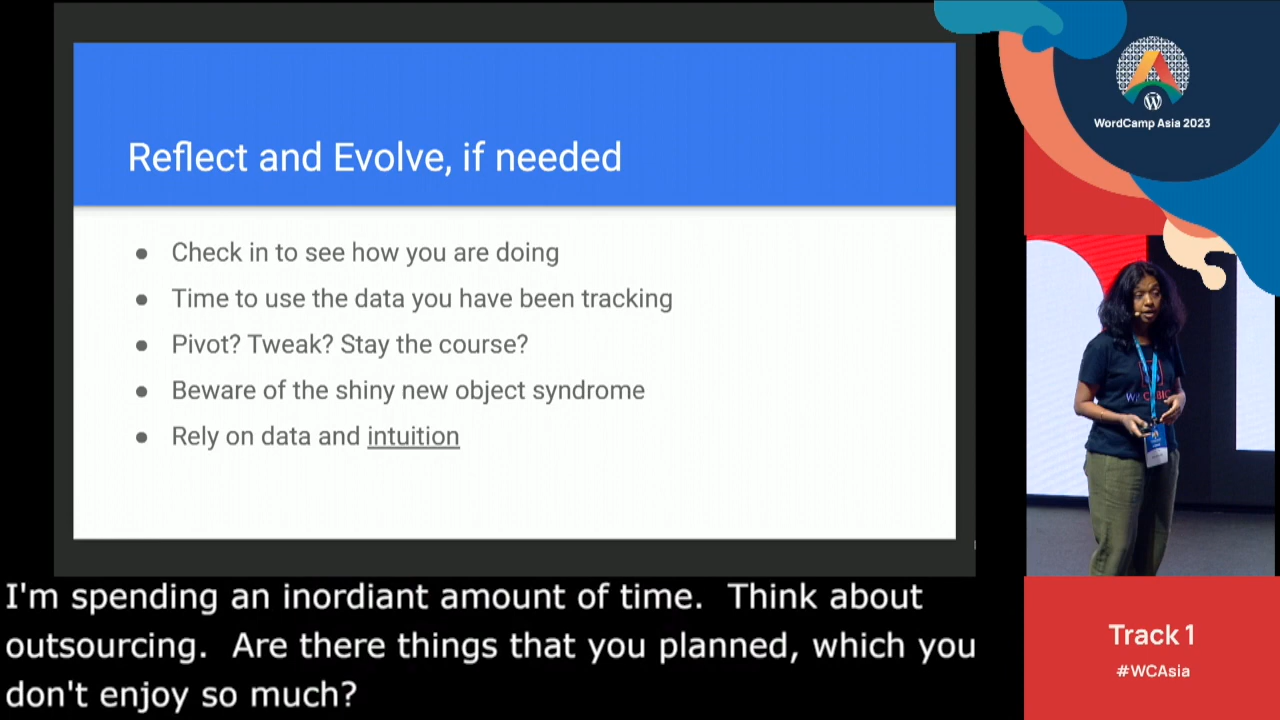 Reflect and Evolve, if needed
Check in to see how you are doing
Time to use the data you have been tracking
Pivot? Tweak? Stay the course?
Beware of the shiny new object syndrome
Rely on data and intuition
I'm spending an inordiant amount of time. Think about
outsourcing. Are there things that you planned, which you
don't enjoy so much?
WordCamp Asia 2023
Track 1
#WCAsia